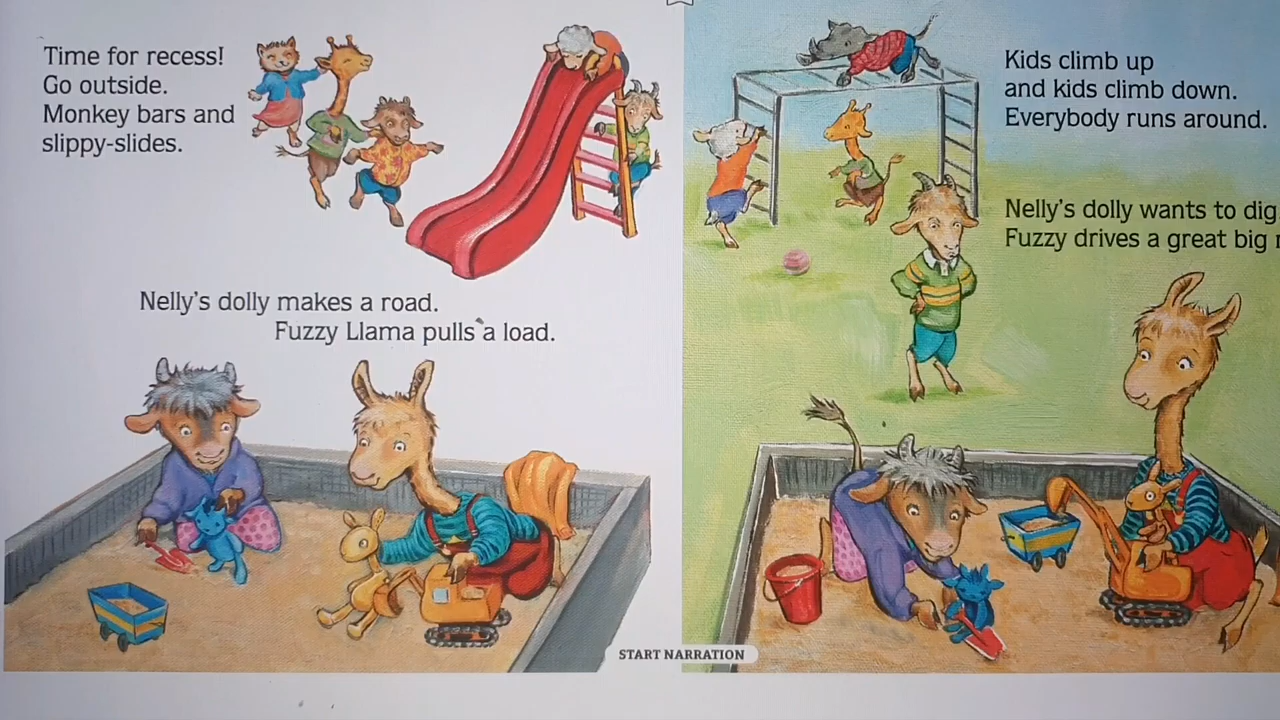 Time for recess!
Go outside.
Monkey bars and
slippy-slides.
Nelly's dolly makes a road.
Fuzzy Llama pulls a load.
Kids climb up
and kids climb down.
Everybody runs around.
Nelly's dolly wants to dig
Fuzzy drives a great big
START NARRATION